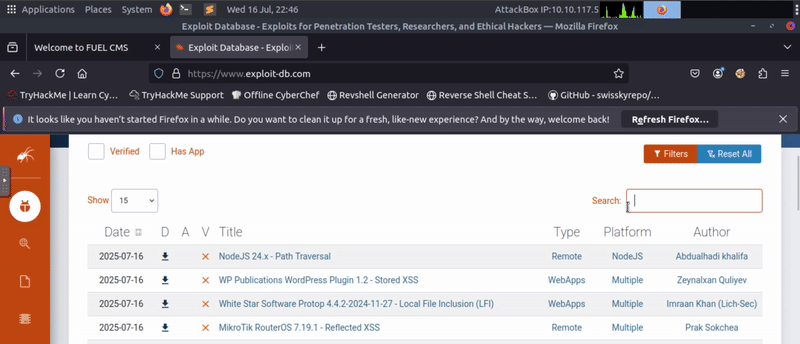 Applications Places System Wed 16 Jul, 22:46 AttackBox IP:10.10.117.5
Exploit Database - Exploits for Penetration Testers, Researchers, and Ethical Hackers — Mozilla Firefox
Welcome to FUEL CMS Exploit Database - Exploi
https://www.exploit-db.com
TryHackMe | Learn Cy... TryHackMe Support Offline CyberChef Revshell Generator Reverse Shell Cheat S... GitHub - swisskyrepo/...
It looks like you haven't started Firefox in a while. Do you want to clean it up for a fresh, like-new experience? And by the way, welcome back! Refresh Firefox...
Verified Has App Filters Reset All
Show 15 Search:
Date D A V Title Type Platform Author
2025-07-16 NodeJS 24.x - Path Traversal Remote NodeJS Abdualhadi khalifa
2025-07-16 WP Publications WordPress Plugin 1.2 - Stored XSS WebApps Multiple Zeynalxan Quliyev
2025-07-16 White Star Software Protop 4.4.2-2024-11-27 - Local File Inclusion (LFI) WebApps Multiple Imraan Khan (Lich-Sec)
2025-07-16 MikroTik RouterOS 7.19.1 - Reflected XSS Remote Multiple Prak Sokchea